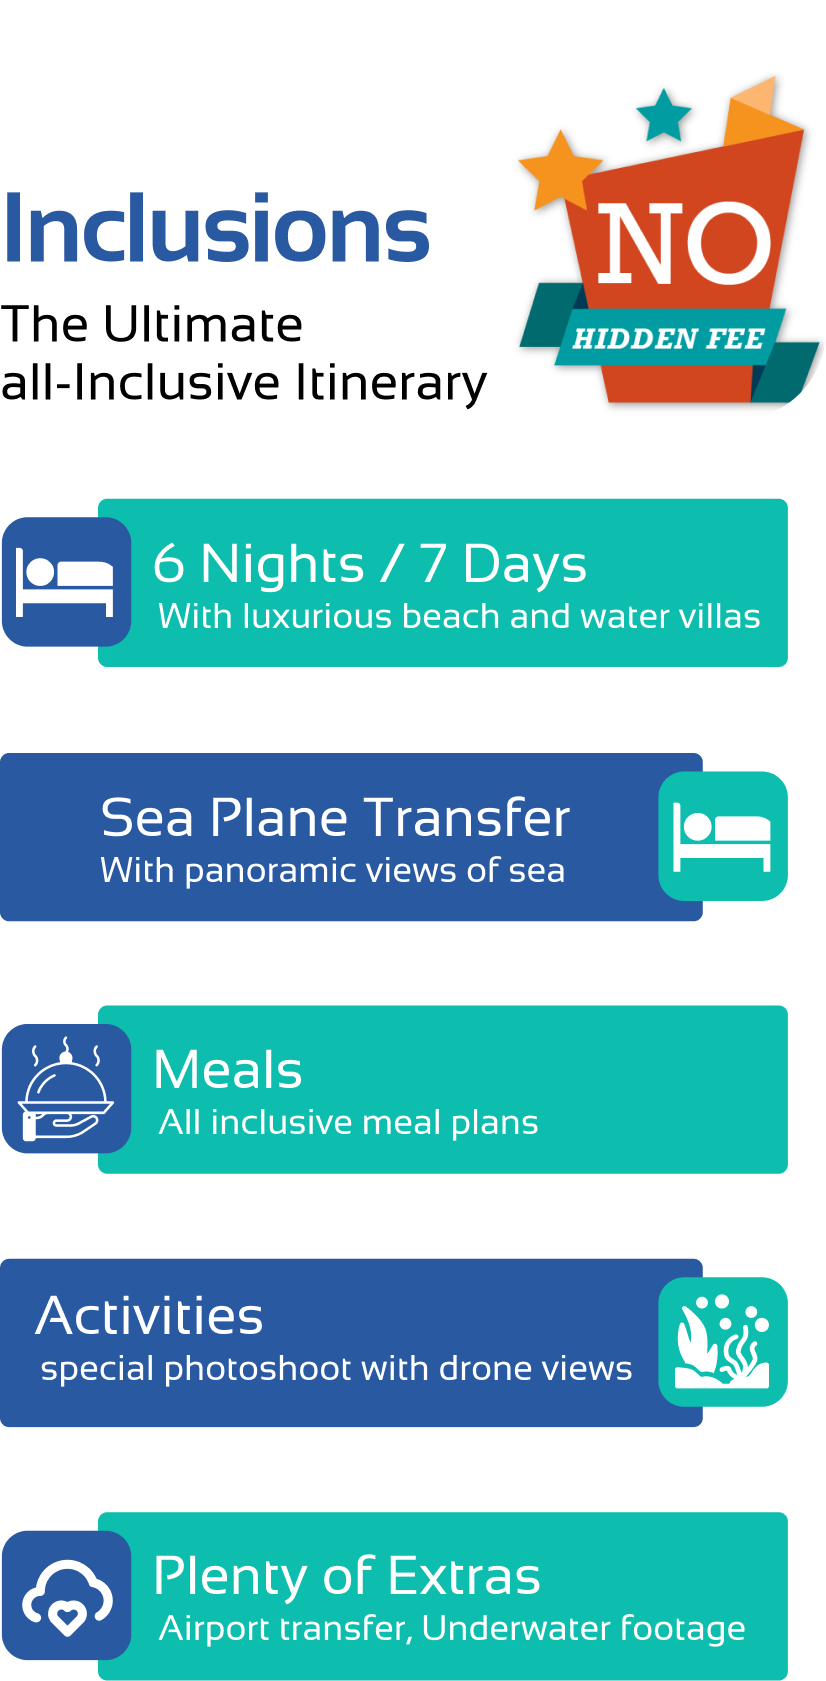 NO
HIDDEN FEE
Inclusions
The Ultimate
all-Inclusive Itinerary
6 Nights / 7 Days
With luxurious beach and water villas
Sea Plane Transfer
With panoramic views of sea
Meals
All inclusive meal plans
Activities
special photoshoot with drone views
Plenty of Extras
Airport transfer, Underwater footage